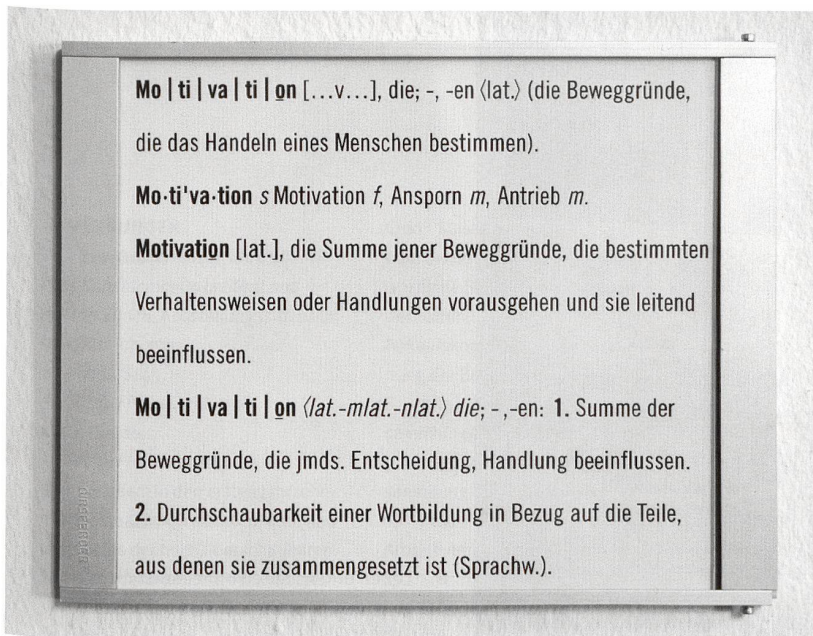 Mo | ti | va | ti | on [...v...], die; -, -en ⟨lat.⟩ (die Beweggründe,
die das Handeln eines Menschen bestimmen).
Mo·ti'va·tion s Motivation f, Ansporn m, Antrieb m.
Motivation [lat.], die Summe jener Beweggründe, die bestimmten
Verhaltensweisen oder Handlungen vorausgehen und sie leitend
beeinflussen.
Mo | ti | va | ti | on ⟨lat.-mlat.-nlat.⟩ die; - ,-en: 1. Summe der
Beweggründe, die jmds. Entscheidung, Handlung beeinflussen.
2. Durchschaubarkeit einer Wortbildung in Bezug auf die Teile,
aus denen sie zusammengesetzt ist (Sprachw.).